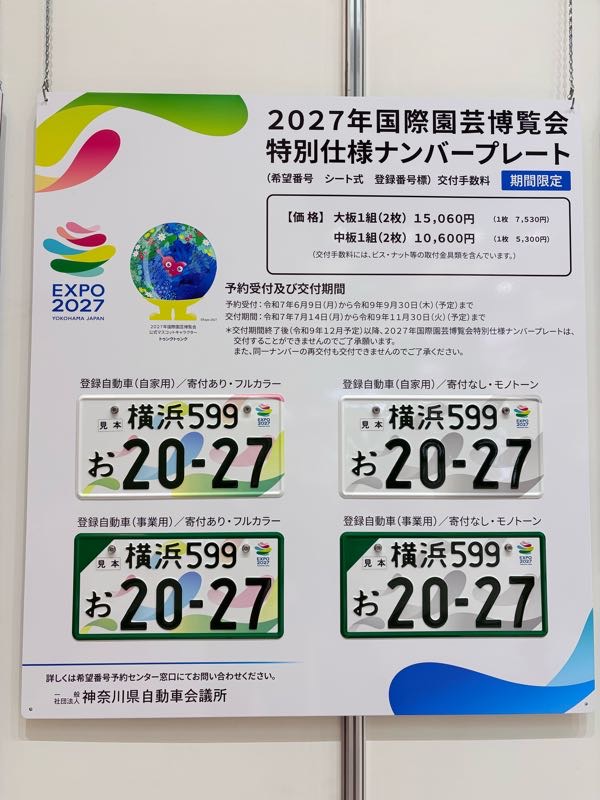 2027年国際園芸博覧会
特別仕様ナンバープレート
(希望番号 シート式 登録番号標)交付手数料 期間限定
【価格】大板1組(2枚) 15,060円 (1枚 7,530円)
中板1組(2枚) 10,600円 (1枚 5,300円)
(交付手数料には、ビス・ナット等の取付金具類を含んでいます。)
EXPO
2027
YOKOHAMA JAPAN
©Expo 2027
2027年国際園芸博覧会
公式マスコットキャラクター
トゥンクトゥンク
予約受付及び交付期間
予約受付:令和7年6月9日(月)から令和9年9月30日(木)(予定)まで
交付期間:令和7年7月14日(月)から令和9年11月30日(火)(予定)まで
*交付期間終了後(令和9年12月予定)以降、2027年国際園芸博覧会特別仕様ナンバープレートは、
交付することができませんのでご了承願います。
また、同一ナンバーの再交付も交付できませんのでご了承ください。
登録自動車(自家用)/寄付あり・フルカラー
見本 横浜599 EXPO 2027
お 20-27
登録自動車(自家用)/寄付なし・モノトーン
見本 横浜599 EXPO 2027
お 20-27
登録自動車(事業用)/寄付あり・フルカラー
見本 横浜599 EXPO 2027
お 20-27
登録自動車(事業用)/寄付なし・モノトーン
見本 横浜599 EXPO 2027
お 20-27
詳しくは希望番号予約センター窓口にてお問い合わせください。
一般社団法人 神奈川県自動車会議所